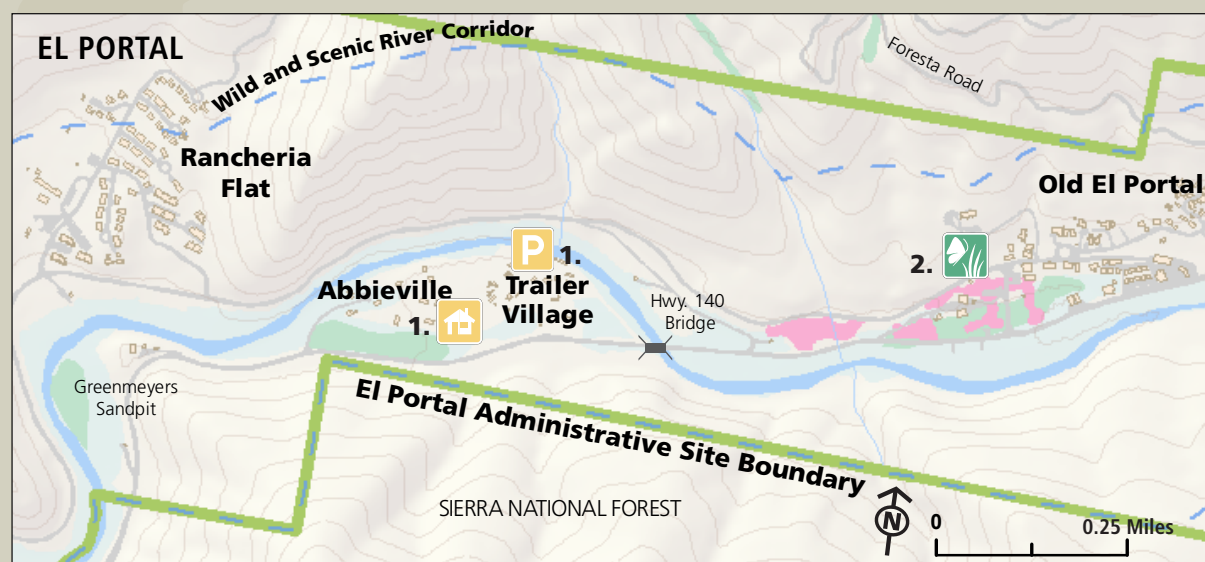 EL PORTAL
Wild and Scenic River Corridor
Foresta Road
Rancheria
Flat
Old El Portal
P
1.
2.
Abbieville
Trailer
Village
1.
Hwy. 140
Bridge
Greenmeyers
Sandpit
El Portal Administrative Site Boundary
SIERRA NATIONAL FOREST
N
0
0.25 Miles